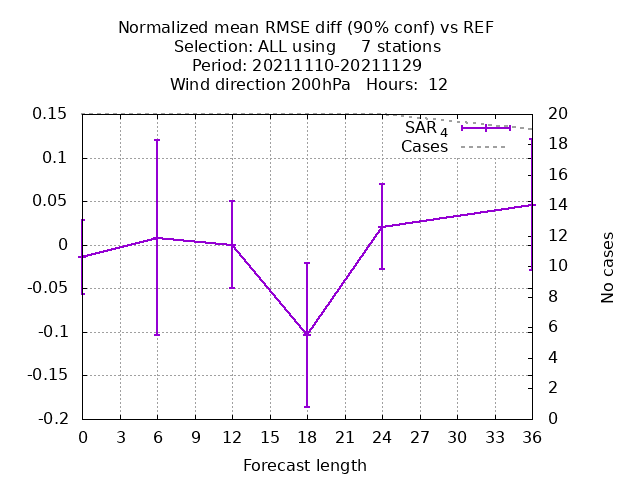 Normalized mean RMSE diff (90% conf) vs REF
Selection: ALL using     7 stations
Period: 20211110-20211129
Wind direction 200hPa   Hours:  12
0.15
0.1
0.05
0
-0.05
-0.1
-0.15
-0.2
20
18
16
14
12
10
8
6
4
2
0
SAR 4
Cases
No cases
0 3 6 9 12 15 18 21 24 27 30 33 36
Forecast length